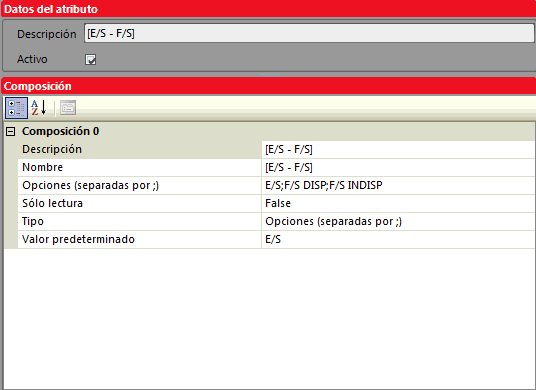 Datos del atributo
Descripción [E/S - F/S]
Activo
Composición
A
Z
Composición 0
Descripción [E/S - F/S]
Nombre [E/S - F/S]
Opciones (separadas por ;) E/S;F/S DISP;F/S INDISP
Sólo lectura False
Tipo Opciones (separadas por ;)
Valor predeterminado E/S